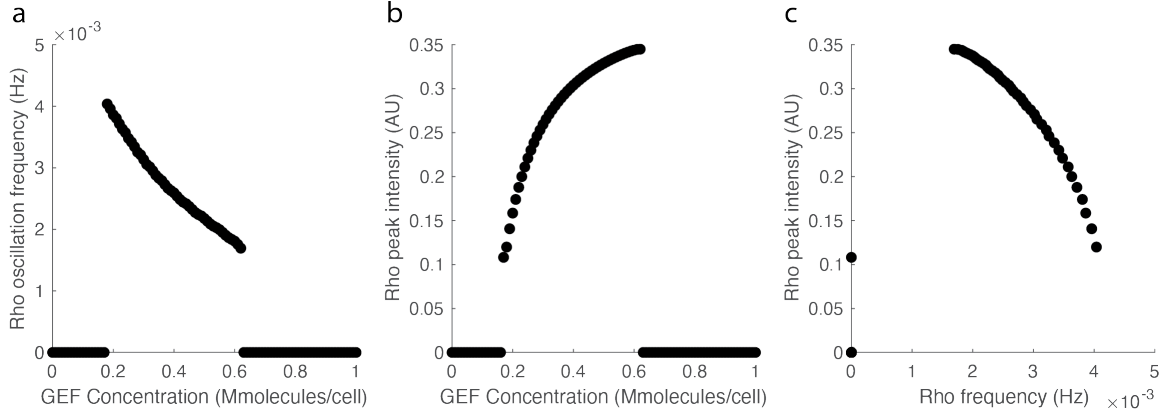 a
×10⁻³
5
4
3
2
1
0
Rho oscillation frequency (Hz)
0 0.2 0.4 0.6 0.8 1
GEF Concentration (Mmolecules/cell)
b
0.35
0.3
0.25
0.2
0.15
0.1
0.05
0
Rho peak intensity (AU)
0 0.2 0.4 0.6 0.8 1
GEF Concentration (Mmolecules/cell)
c
0.35
0.3
0.25
0.2
0.15
0.1
0.05
0
Rho peak intensity (AU)
0 1 2 3 4 5
Rho frequency (Hz) ×10⁻³